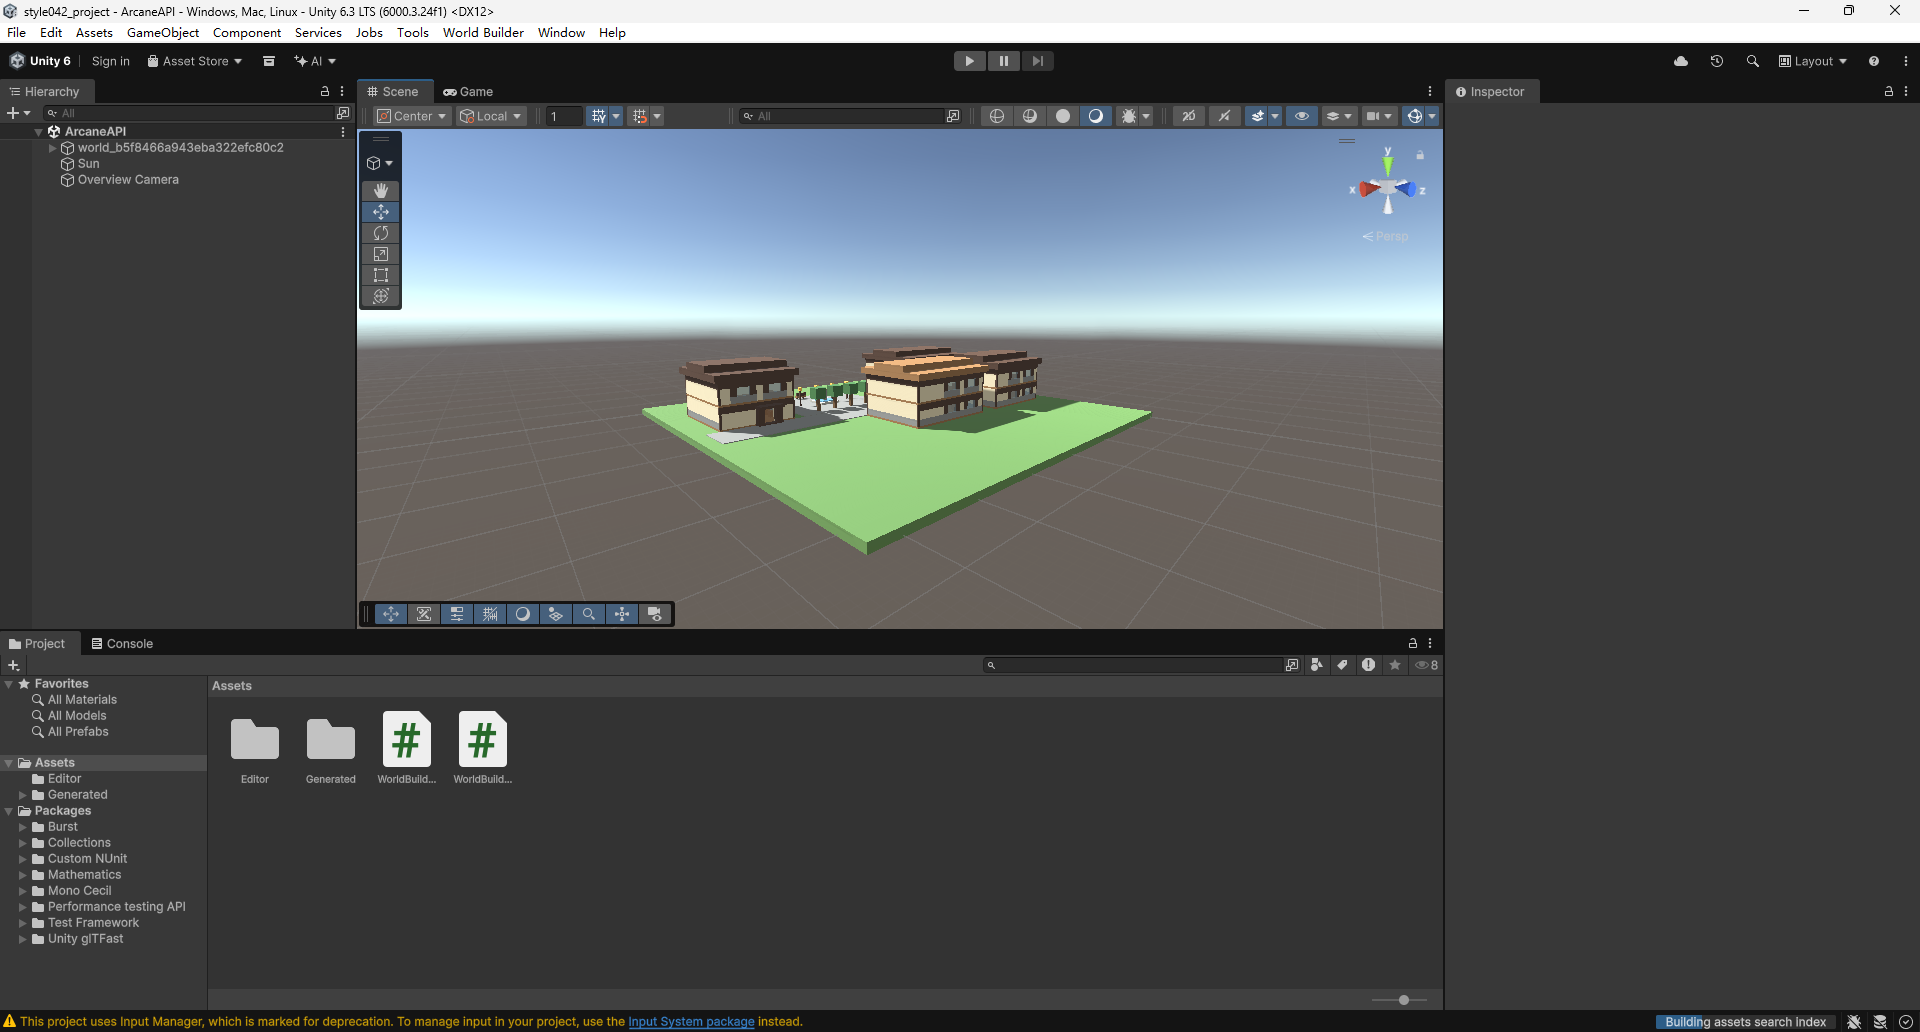 style042_project - ArcaneAPI - Windows, Mac, Linux - Unity 6.3 LTS (6000.3.24f1) <DX12>
File Edit Assets GameObject Component Services Jobs Tools World Builder Window Help
Unity 6 Sign in Asset Store AI Layout
Hierarchy
All
ArcaneAPI
world_b5f8466a943eba322efc80c2
Sun
Overview Camera
Scene Game
Center Local 1 All 2D
y
x z
Persp
Inspector
Project Console
8
Favorites
All Materials
All Models
All Prefabs
Assets
Editor
Generated
Packages
Burst
Collections
Custom NUnit
Mathematics
Mono Cecil
Performance testing API
Test Framework
Unity glTFast
Assets
Editor Generated WorldBuild... WorldBuild...
This project uses Input Manager, which is marked for deprecation. To manage input in your project, use the Input System package instead.
Building assets search index